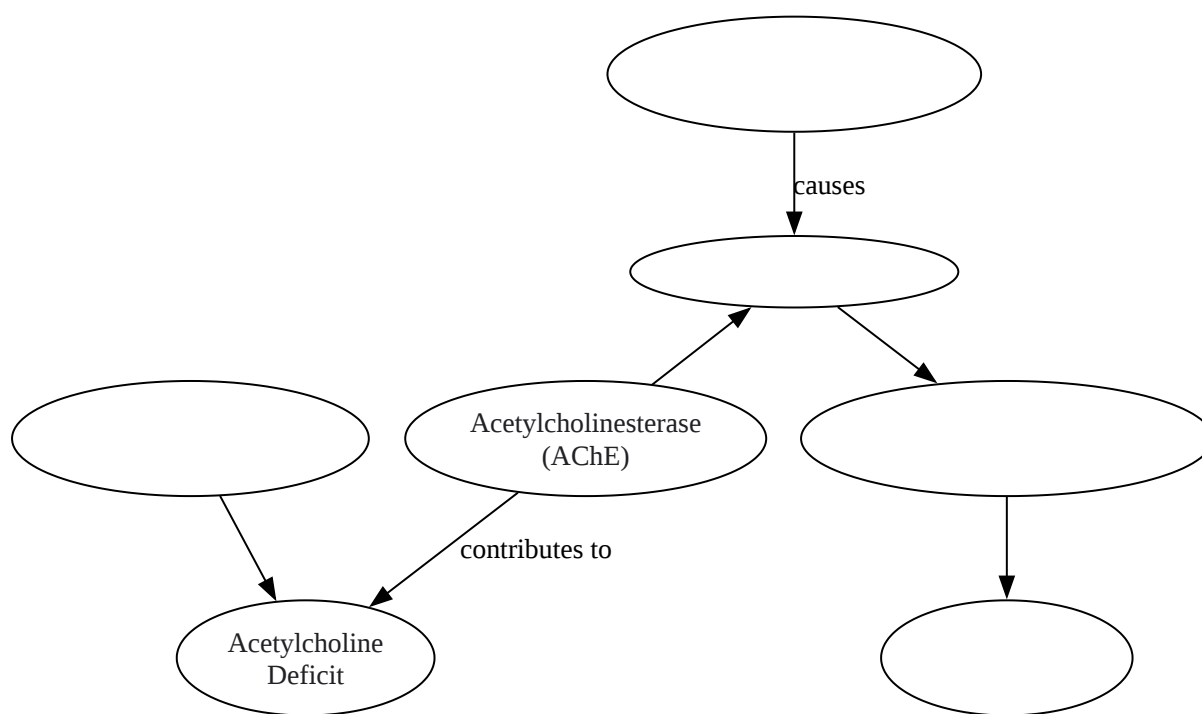 causes
Acetylcholinesterase
(AChE)
contributes to
Acetylcholine
Deficit